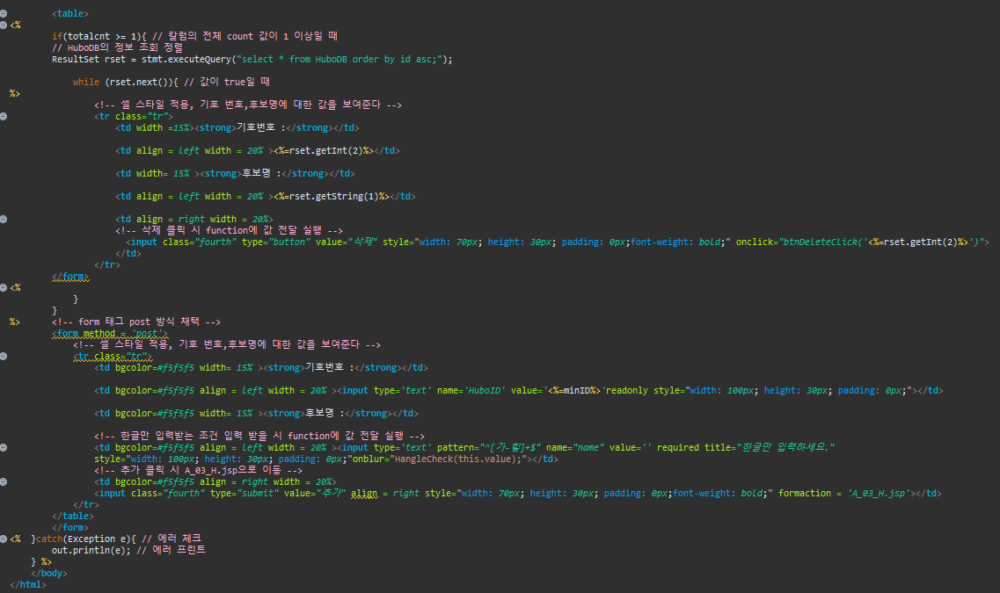 <table>
<%
if(totalcnt >= 1){ // 칼럼의 전체 count 값이 1 이상일 때
// HuboDB의 정보 조회 정렬
ResultSet rset = stmt.executeQuery("select * from HuboDB order by id asc;");
while (rset.next()){ // 값이 true일 때
%>
<!-- 셀 스타일 적용, 기호 번호,후보명에 대한 값을 보여준다 -->
<tr class="tr">
<td width =15%><strong>기호번호 :</strong></td>
<td align = left width = 20% ><%=rset.getInt(2)%></td>
<td width= 15% ><strong>후보명 :</strong></td>
<td align = left width = 20% ><%=rset.getString(1)%></td>
<td align = right width = 20%>
<!-- 삭제 클릭 시 function에 값 전달 실행 -->
<input class="fourth" type="button" value="삭제" style="width: 70px; height: 30px; padding: 0px;font-weight: bold;" onclick="btnDeleteClick('<%=rset.getInt(2)%>')">
</td>
</tr>
</form>
<%
}
}
%> <!-- form 태그 post 방식 채택 -->
<form method = 'post'>
<!-- 셀 스타일 적용, 기호 번호,후보명에 대한 값을 보여준다 -->
<tr class="tr">
<td bgcolor=#f5f5f5 width= 15% ><strong>기호번호 :</strong></td>
<td bgcolor=#f5f5f5 align = left width = 20% ><input type='text' name='HuboID' value='<%=minID%>'readonly style="width: 100px; height: 30px; padding: 0px;"></td>
<td bgcolor=#f5f5f5 width= 15% ><strong>후보명 :</strong></td>
<!-- 한글만 입력받는 조건 입력 받을 시 function에 값 전달 실행 -->
<td bgcolor=#f5f5f5 align = left width = 20% ><input type='text' pattern="^[가-힣]+$" name="name" value='' required title="한글만 입력하세요."
style="width: 100px; height: 30px; padding: 0px;"onblur="HangleCheck(this.value);"></td>
<!-- 추가 클릭 시 A_03_H.jsp으로 이동 -->
<td bgcolor=#f5f5f5 align = right width = 20%>
<input class="fourth" type="submit" value="추가" align = right style="width: 70px; height: 30px; padding: 0px;font-weight: bold;" formaction = 'A_03_H.jsp'></td>
</tr>
</table>
</form>
<% }catch(Exception e){ // 에러 체크
out.println(e); // 에러 프린트
} %>
</body>
</html>